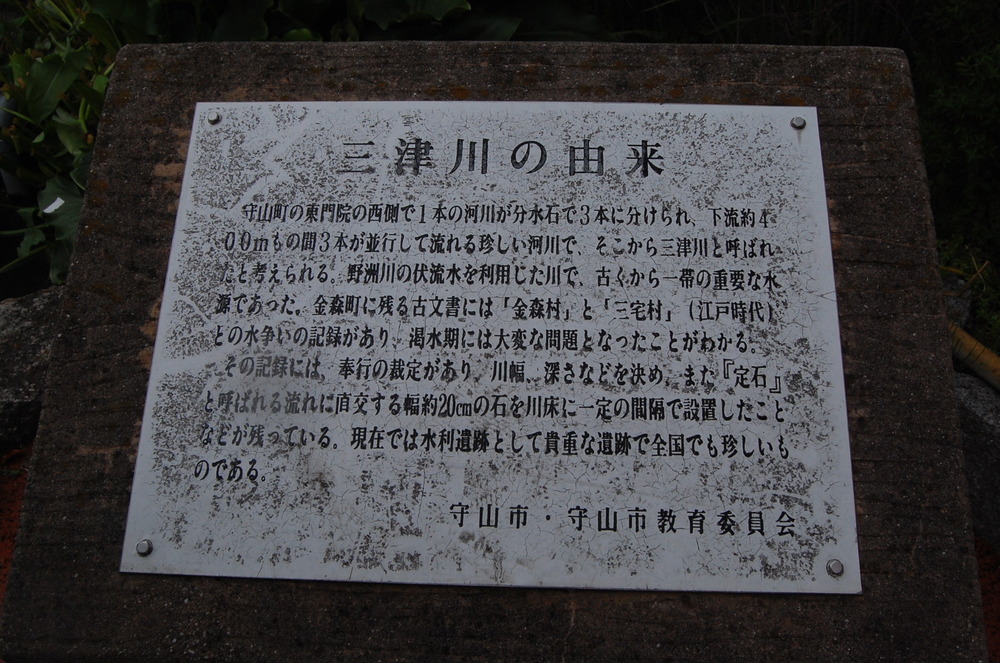 三津川の由来
守山町の東門院の西側で1本の河川が分水石で3本に分けられ、下流約4
00mもの間3本が並行して流れる珍しい河川で、そこから三津川と呼ばれ
たと考えられる。野洲川の伏流水を利用した川で、古くから一帯の重要な水
源であった。金森町に残る古文書には「金森村」と「三宅村」(江戸時代)
との水争いの記録があり、渇水期には大変な問題となったことがわかる。
その記録には、奉行の裁定があり、川幅、深さなどを決め、また『定石』
と呼ばれる流れに直交する幅約20cmの石を川床に一定の間隔で設置したこと
などが残っている。現在では水利遺跡として貴重な遺跡で全国でも珍しいも
のである。
守山市・守山市教育委員会